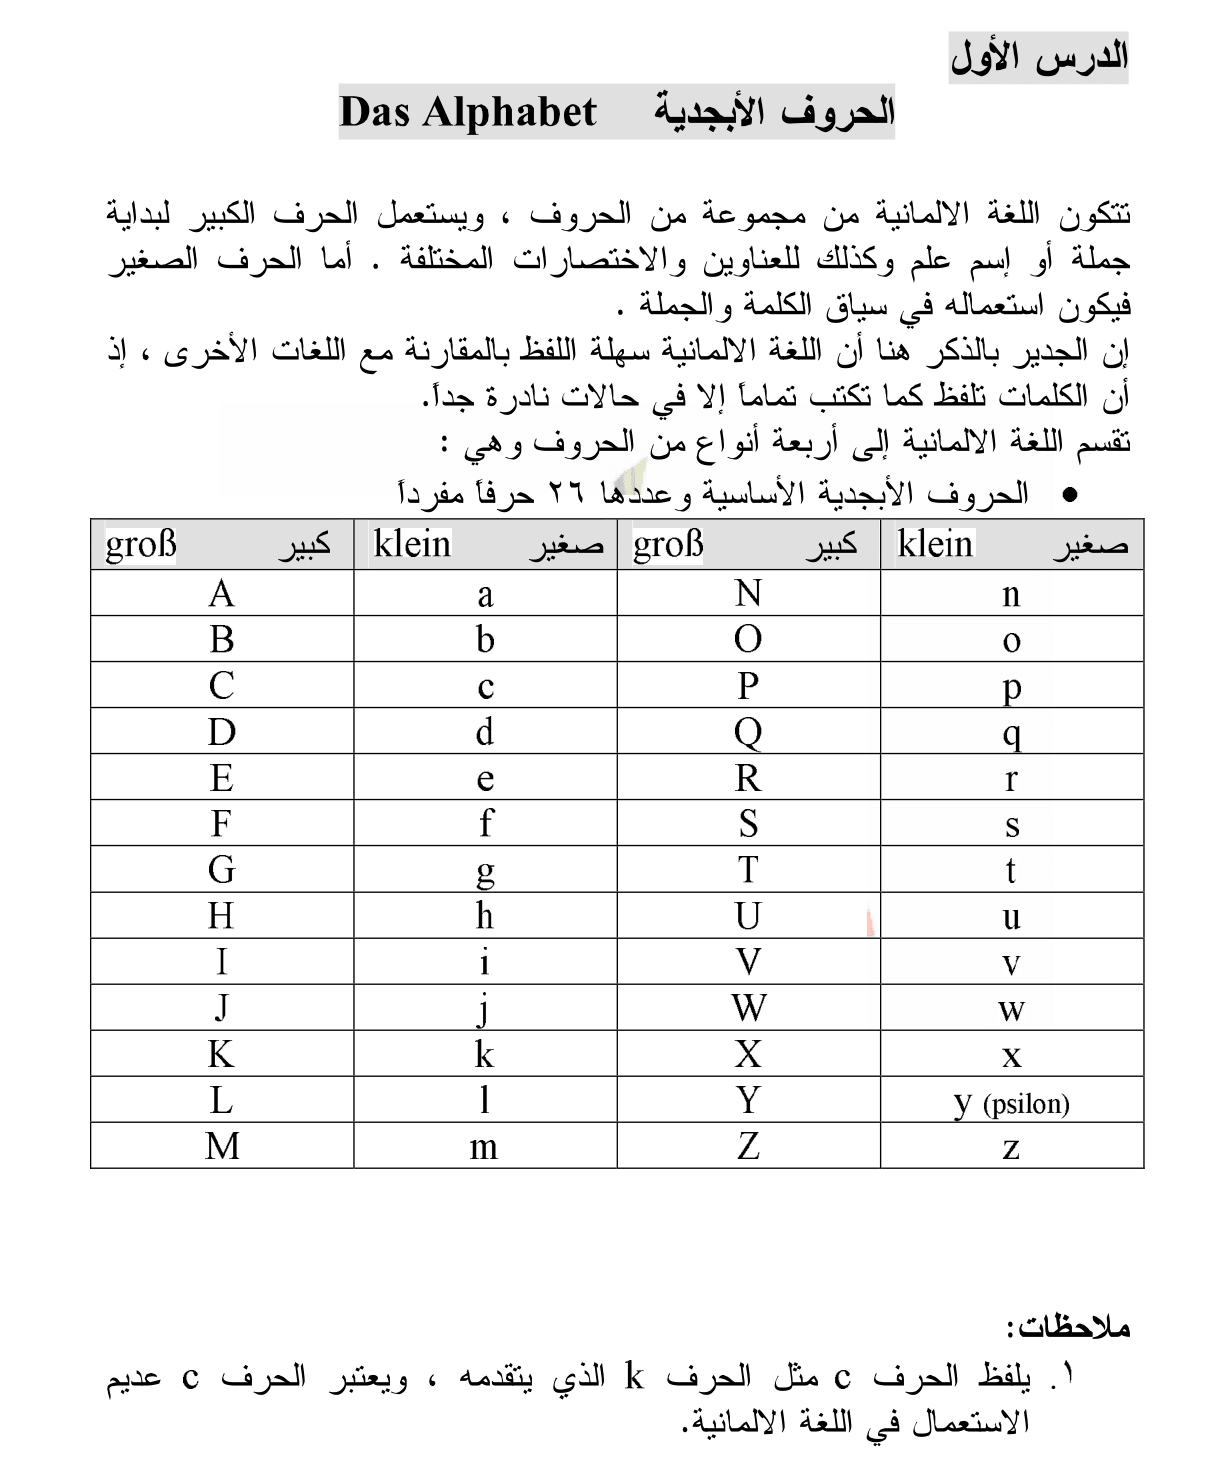 الدرس الأول
الحروف الأبجدية Das Alphabet
تتكون اللغة الالمانية من مجموعة من الحروف ، ويستعمل الحرف الكبير لبداية
جملة أو إسم علم وكذلك للعناوين والاختصارات المختلفة . أما الحرف الصغير
فيكون استعماله في سياق الكلمة والجملة .
إن الجدير بالذكر هنا أن اللغة الالمانية سهلة اللفظ بالمقارنة مع اللغات الأخرى ، إذ
أن الكلمات تلفظ كما تكتب تماماً إلا في حالات نادرة جداً.
تقسم اللغة الالمانية إلى أربعة أنواع من الحروف وهي :
• الحروف الأبجدية الأساسية وعددها ٢٦ حرفاً مفرداً
groß كبير klein صغير groß كبير klein صغير
A a N n
B b O o
C c P p
D d Q q
E e R r
F f S s
G g T t
H h U u
I i V v
J j W w
K k X x
L l Y y (psilon)
M m Z z
ملاحظات:
١. يلفظ الحرف c مثل الحرف k الذي يتقدمه ، ويعتبر الحرف c عديم
الاستعمال في اللغة الالمانية.